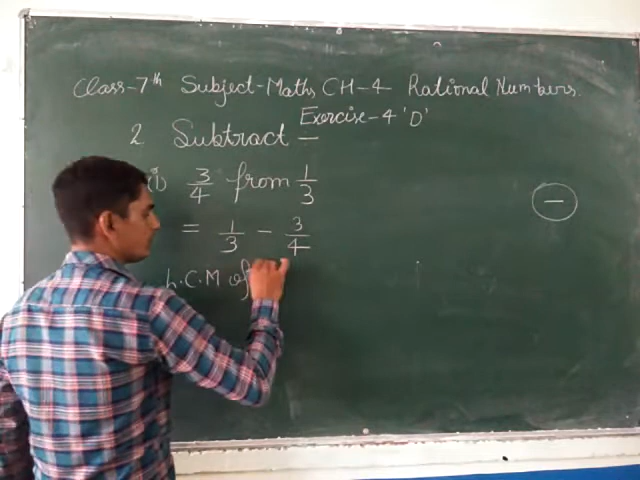 Class-7th Subject-Maths CH-4 Rational Numbers.
Exercise-4 'D'
2 Subtract -
(i) 3/4 from 1/3
= 1/3 - 3/4
L.C.M of
-